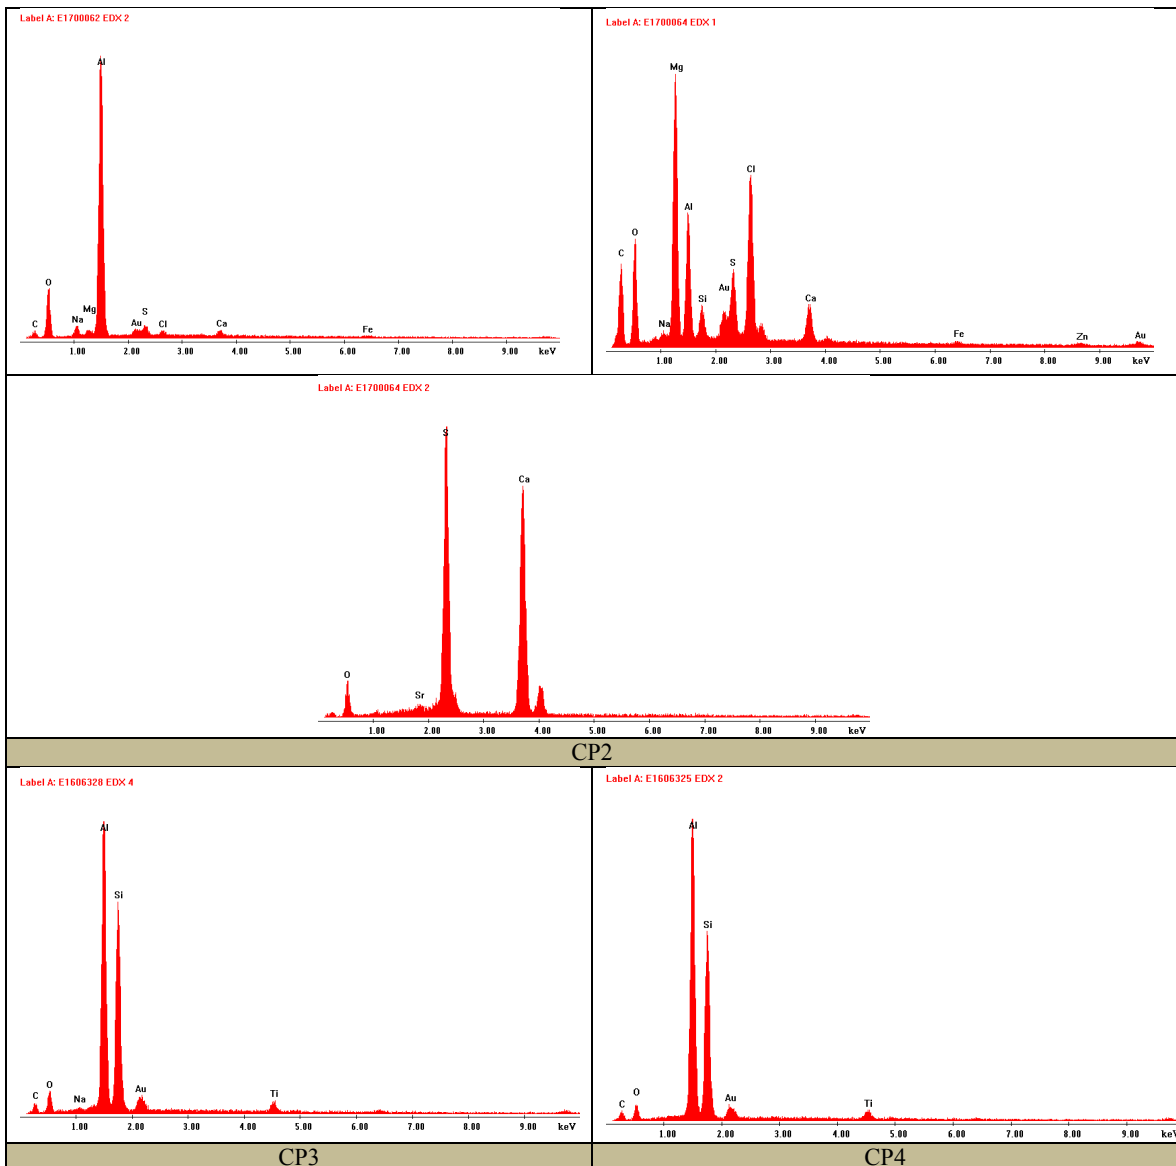 Label A: E1700062 EDX 2
Al
O
C
Na
Mg
Au
S
Cl
Ca
Fe
1.00 2.00 3.00 4.00 5.00 6.00 7.00 8.00 9.00 keV
Label A: E1700064 EDX 1
Mg
Cl
Al
O
C
S
Au
Si
Ca
Na
Fe
Zn
Au
1.00 2.00 3.00 4.00 5.00 6.00 7.00 8.00 9.00 keV
Label A: E1700064 EDX 2
S
Ca
O
Sr
1.00 2.00 3.00 4.00 5.00 6.00 7.00 8.00 9.00 keV
CP2
Label A: E1606328 EDX 4
Al
Si
O
C
Na
Au
Ti
1.00 2.00 3.00 4.00 5.00 6.00 7.00 8.00 9.00 keV
CP3
Label A: E1606325 EDX 2
Al
Si
O
C
Au
Ti
1.00 2.00 3.00 4.00 5.00 6.00 7.00 8.00 9.00 keV
CP4